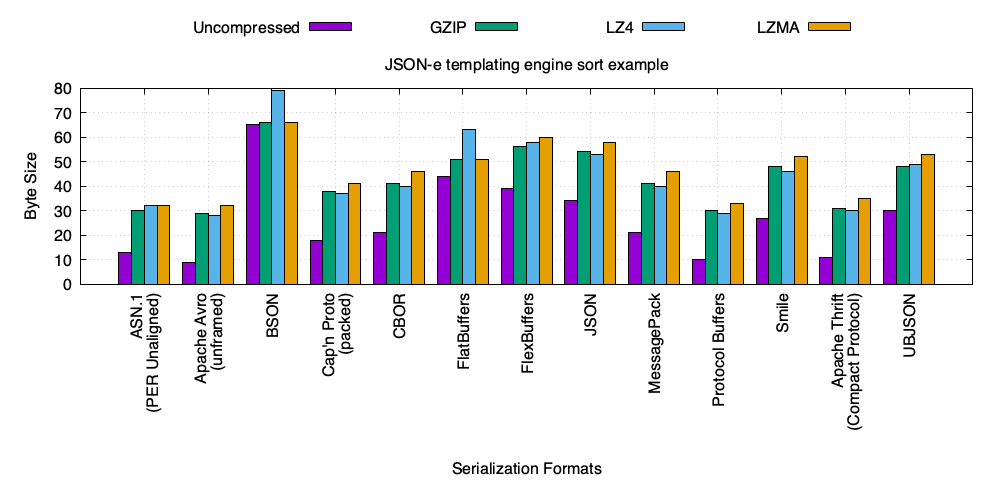 Uncompressed GZIP LZ4 LZMA
JSON-e templating engine sort example
Byte Size
80
70
60
50
40
30
20
10
0
ASN.1
(PER Unaligned)
Apache Avro
(unframed)
BSON
Cap'n Proto
(packed)
CBOR
FlatBuffers
FlexBuffers
JSON
MessagePack
Protocol Buffers
Smile
Apache Thrift
(Compact Protocol)
UBJSON
Serialization Formats